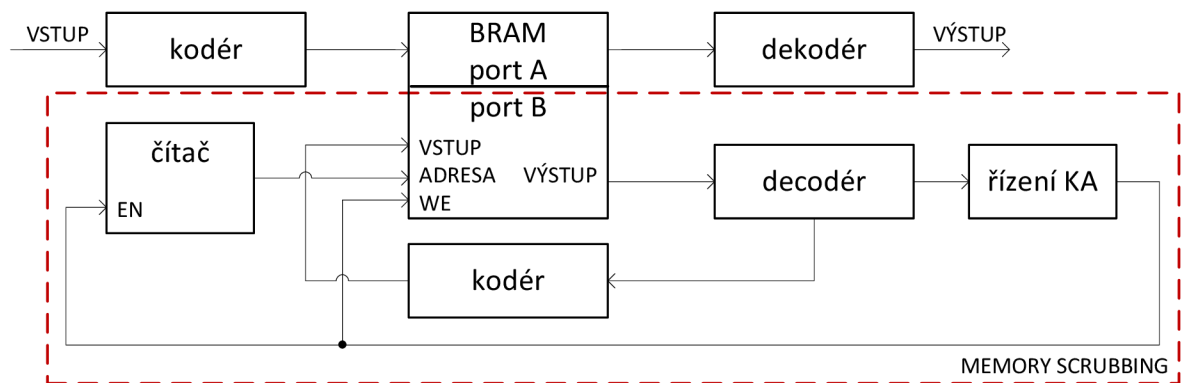 VSTUP
kodér
BRAM
port A
dekodér
VÝSTUP
port B
čítač
VSTUP
ADRESA
VÝSTUP
WE
EN
decodér
řízení KA
kodér
MEMORY SCRUBBING